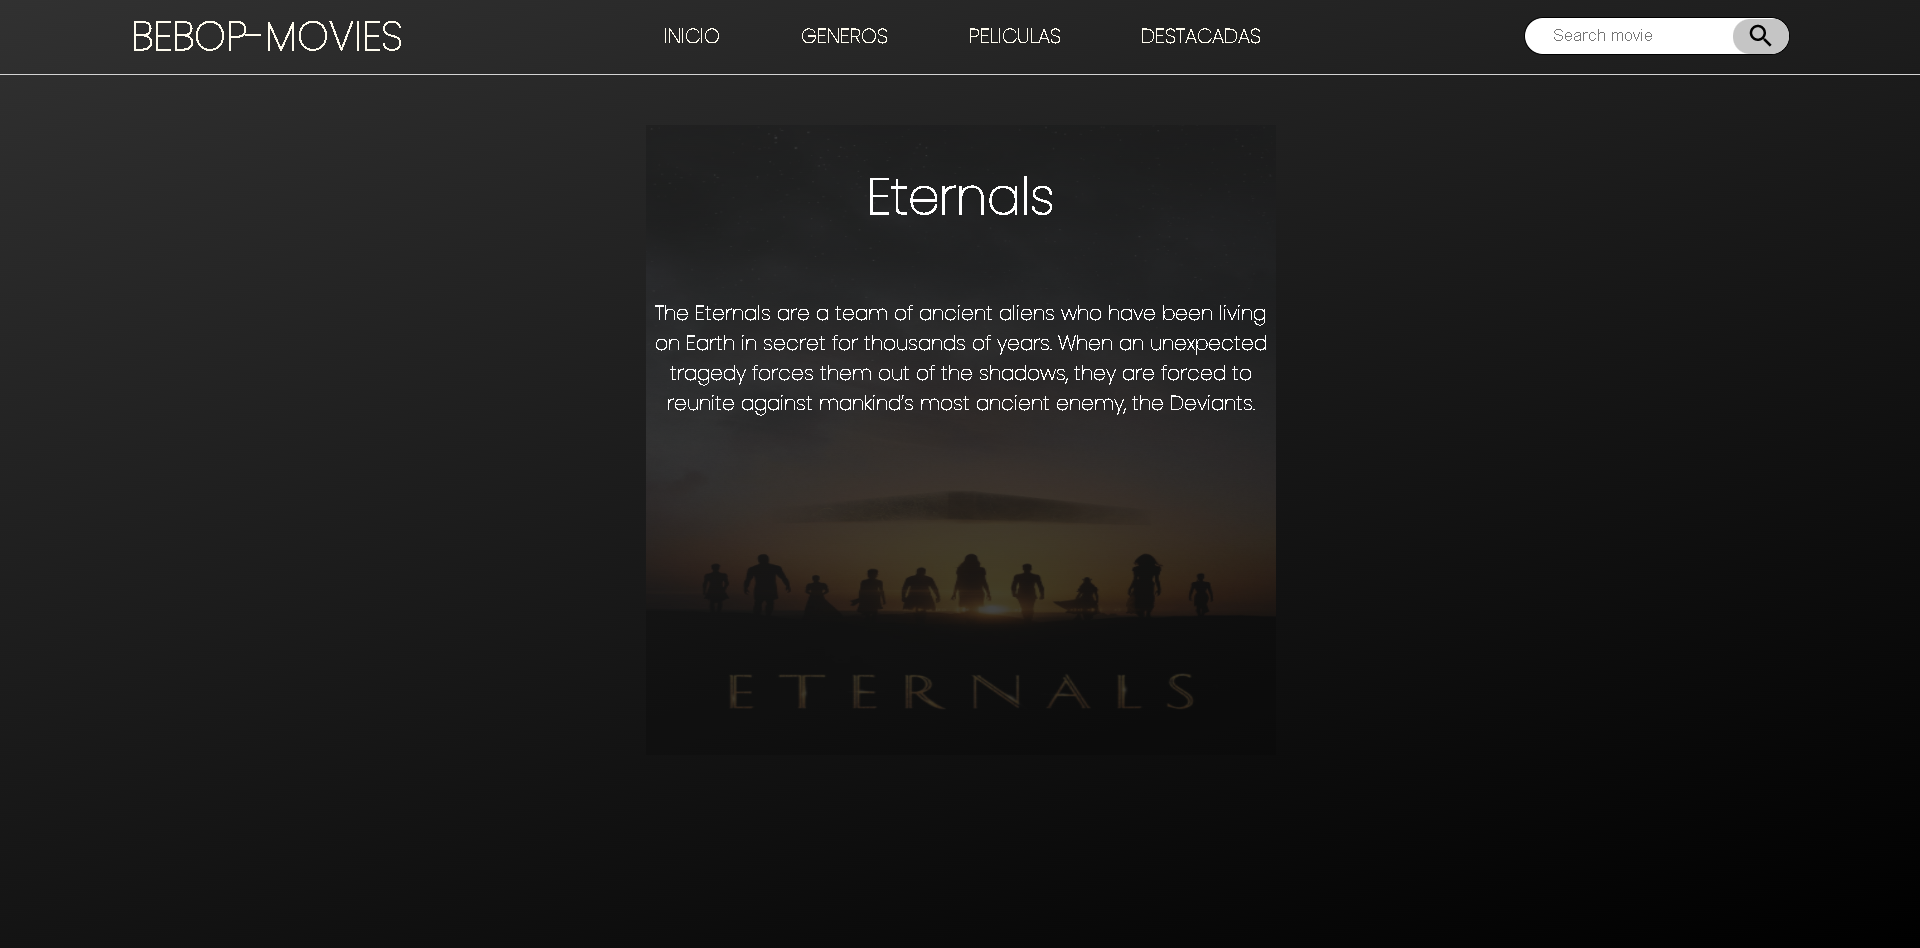 BEBOP-MOVIES
INICIO
GENEROS
PELICULAS
DESTACADAS
Search movie
Eternals
The Eternals are a team of ancient aliens who have been living
on Earth in secret for thousands of years. When an unexpected
tragedy forces them out of the shadows, they are forced to
reunite against mankind’s most ancient enemy, the Deviants.
ETERNALS